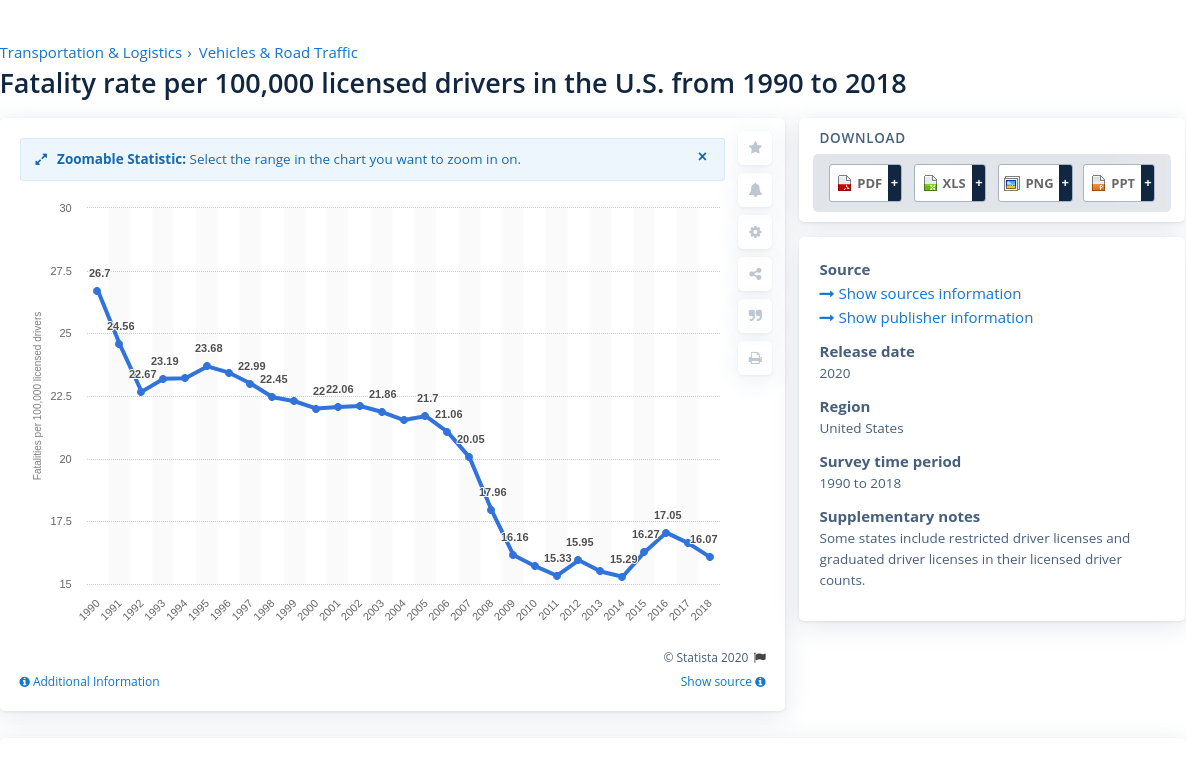 Transportation & Logistics › Vehicles & Road Traffic
Fatality rate per 100,000 licensed drivers in the U.S. from 1990 to 2018
Zoomable Statistic: Select the range in the chart you want to zoom in on. ×
30
27.5
25
22.5
20
17.5
15
Fatalities per 100,000 licensed drivers
26.7
24.56
22.67
23.19
23.68
22.99
22.45
22
22.06
21.86
21.7
21.06
20.05
17.96
16.16
15.33
15.95
15.29
16.27
17.05
16.07
1990
1991
1992
1993
1994
1995
1996
1997
1998
1999
2000
2001
2002
2003
2004
2005
2006
2007
2008
2009
2010
2011
2012
2013
2014
2015
2016
2017
2018
© Statista 2020
Additional Information
Show source
DOWNLOAD
PDF + XLS + PNG + PPT +
Source
Show sources information
Show publisher information
Release date
2020
Region
United States
Survey time period
1990 to 2018
Supplementary notes
Some states include restricted driver licenses and
graduated driver licenses in their licensed driver
counts.